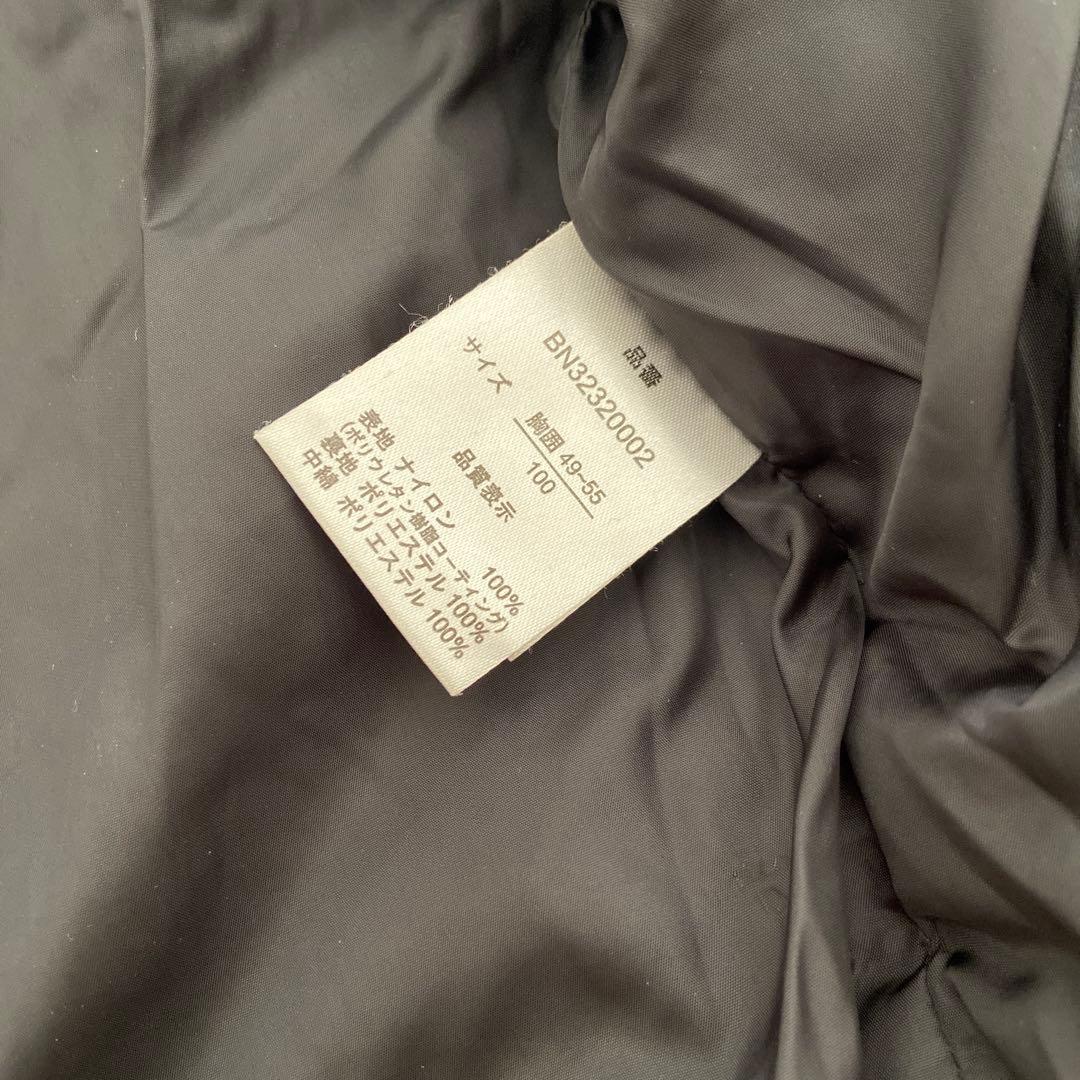 品番
BN32320002
サイズ
胸囲 49~55
100
品質表示
表地 ナイロン 100%
(ポリウレタン樹脂コーティング)
裏地 ポリエステル 100%
中綿 ポリエステル 100%